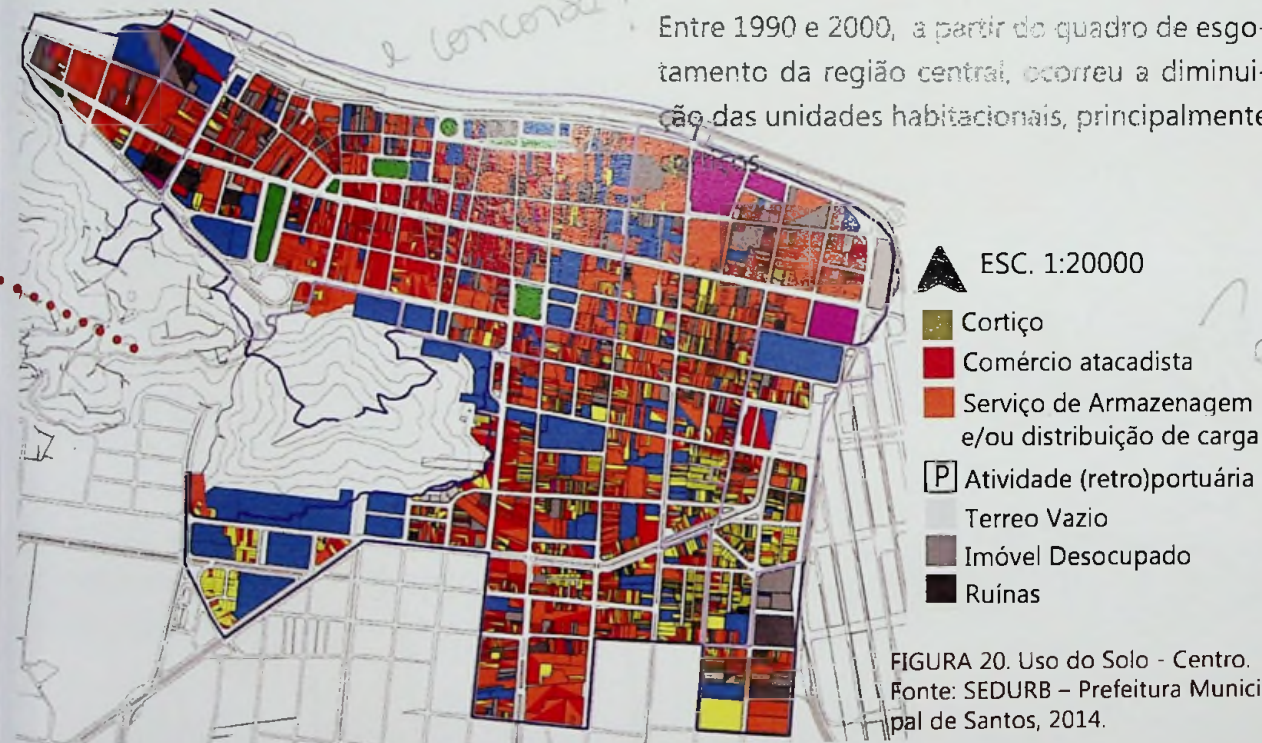 e concorda!
Entre 1990 e 2000, a partir do quadro de esgo-
tamento da região central, ocorreu a diminui-
ção das unidades habitacionais, principalmente
cortiços.
ESC. 1:20000
Cortiço
Comércio atacadista
Serviço de Armazenagem
e/ou distribuição de carga
P Atividade (retro)portuária
Terreo Vazio
Imóvel Desocupado
Ruínas
FIGURA 20. Uso do Solo - Centro.
Fonte: SEDURB – Prefeitura Munici-
pal de Santos, 2014.